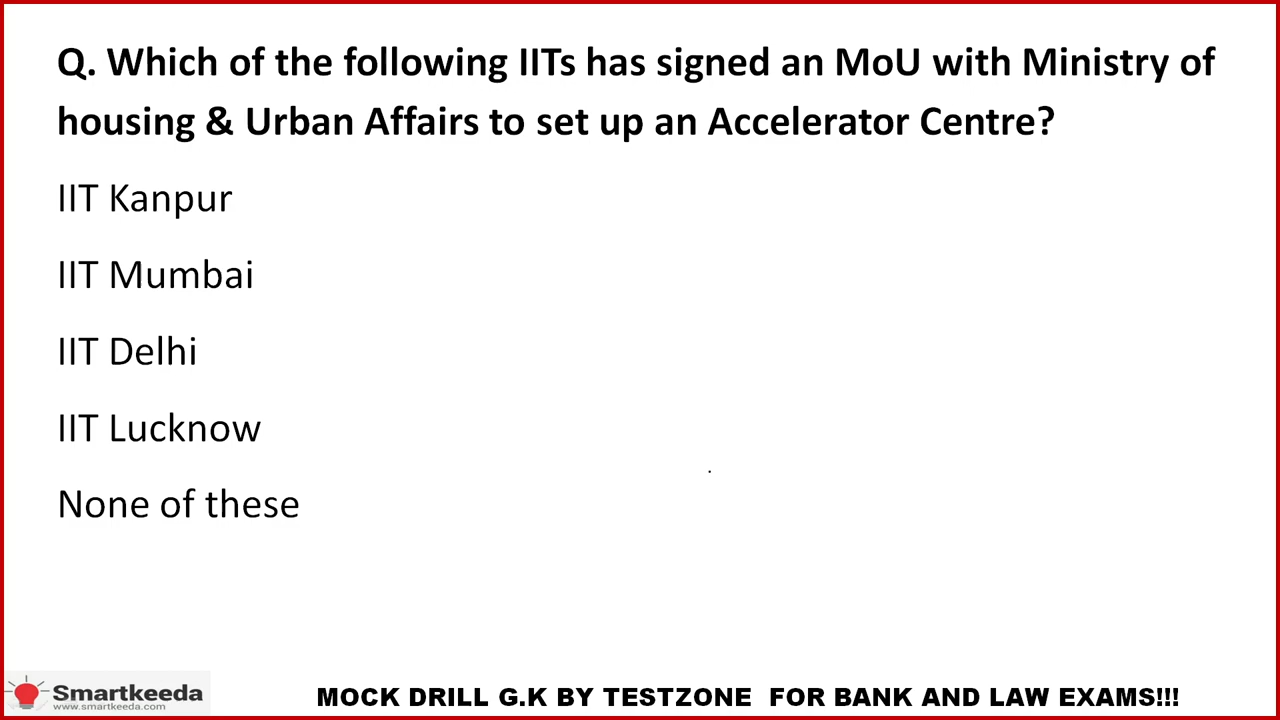 Q. Which of the following IITs has signed an MoU with Ministry of
housing & Urban Affairs to set up an Accelerator Centre?
IIT Kanpur
IIT Mumbai
IIT Delhi
IIT Lucknow
None of these
Smartkeeda
www.smartkeeda.com
MOCK DRILL G.K BY TESTZONE FOR BANK AND LAW EXAMS!!!